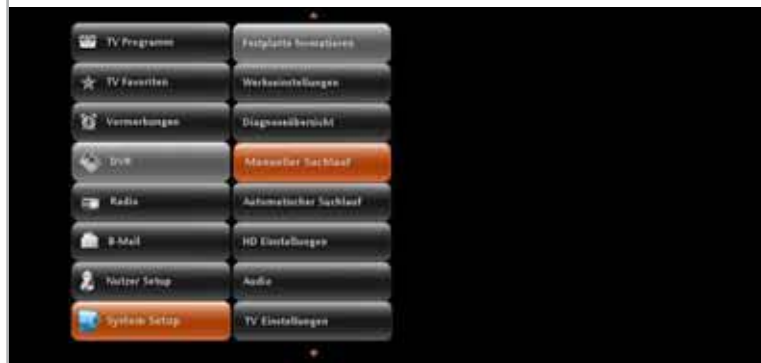 TV Programm
TV Favoriten
Vormerkungen
DVR
Radio
B-Mail
Nutzer Setup
System Setup
Festplatte formatieren
Werkseinstellungen
Diagnoseübersicht
Manueller Suchlauf
Automatischer Suchlauf
HD Einstellungen
Audio
TV Einstellungen